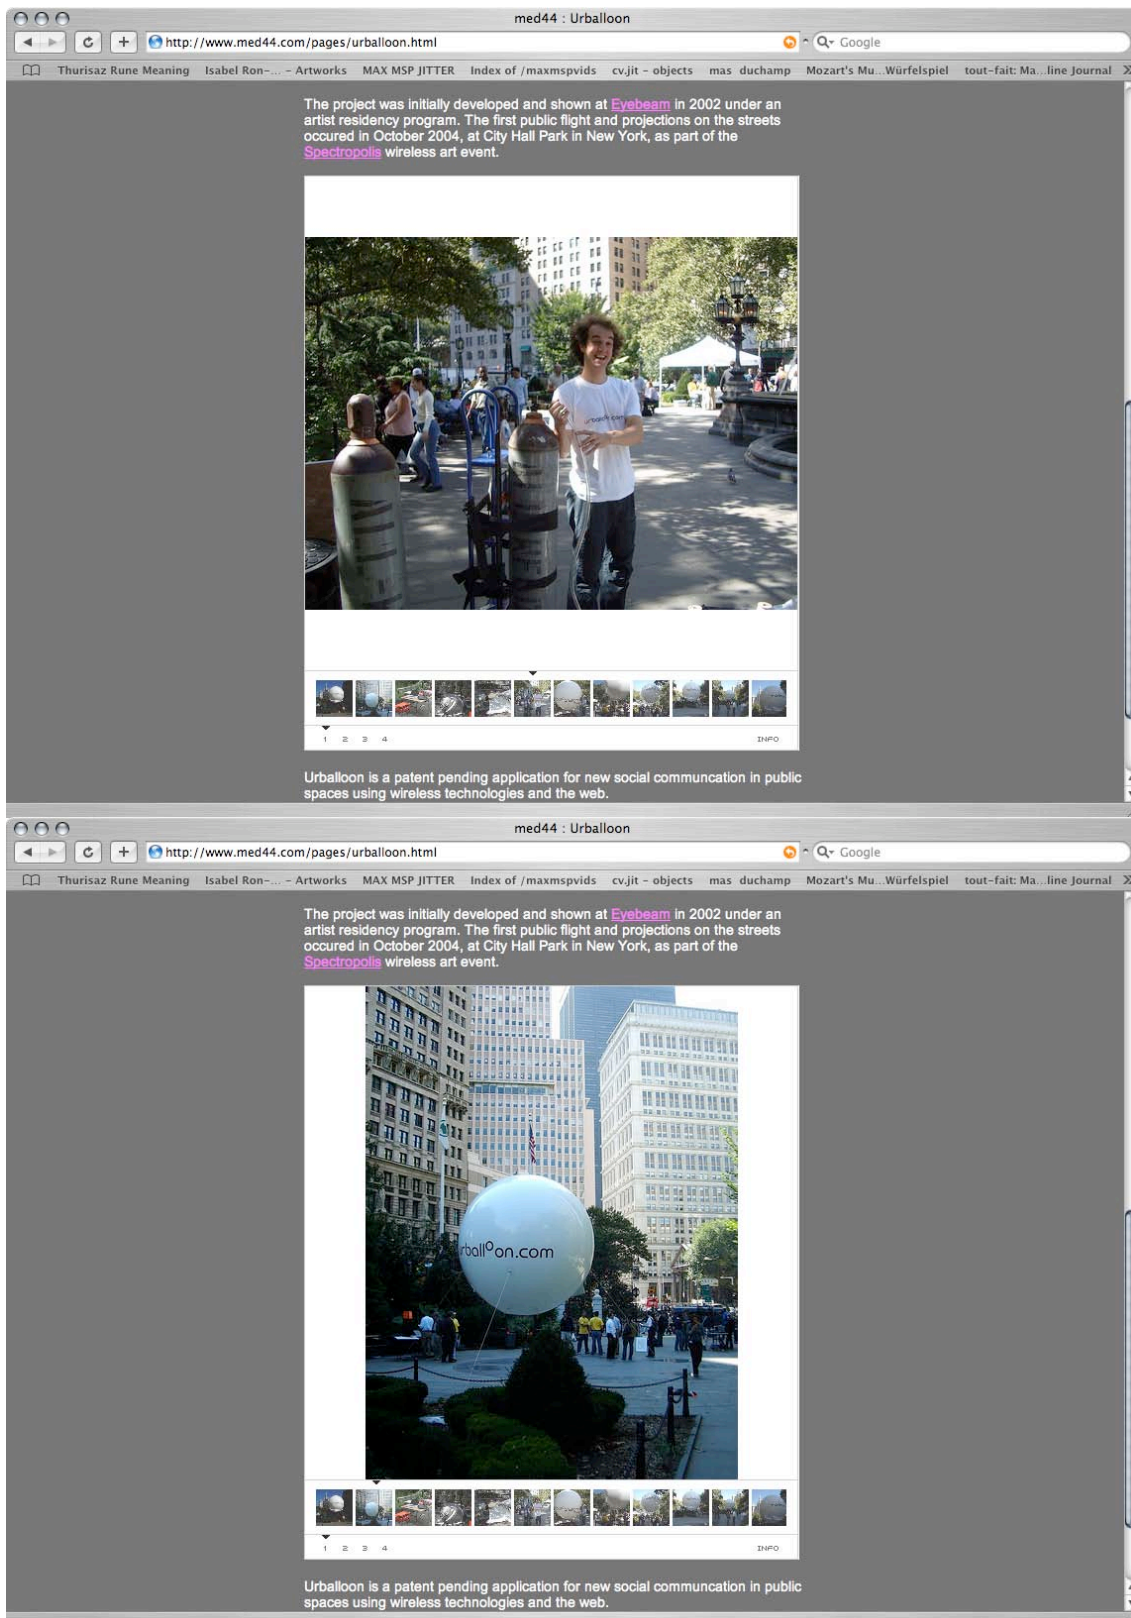 med44 : Urballoon
http://www.med44.com/pages/urballoon.html
Google
Thurisaz Rune Meaning Isabel Ron-... - Artworks MAX MSP JITTER Index of /maxmspvids cv.jit - objects mas duchamp Mozart's Mu...Würfelspiel tout-fait: Ma...line Journal
The project was initially developed and shown at Eyebeam in 2002 under an
artist residency program. The first public flight and projections on the streets
occured in October 2004, at City Hall Park in New York, as part of the
Spectropolis wireless art event.
1 2 3 4 INFO
Urballoon is a patent pending application for new social communcation in public
spaces using wireless technologies and the web.
med44 : Urballoon
http://www.med44.com/pages/urballoon.html
Google
Thurisaz Rune Meaning Isabel Ron-... - Artworks MAX MSP JITTER Index of /maxmspvids cv.jit - objects mas duchamp Mozart's Mu...Würfelspiel tout-fait: Ma...line Journal
The project was initially developed and shown at Eyebeam in 2002 under an
artist residency program. The first public flight and projections on the streets
occured in October 2004, at City Hall Park in New York, as part of the
Spectropolis wireless art event.
rballoon.com
1 2 3 4 INFO
Urballoon is a patent pending application for new social communcation in public
spaces using wireless technologies and the web.